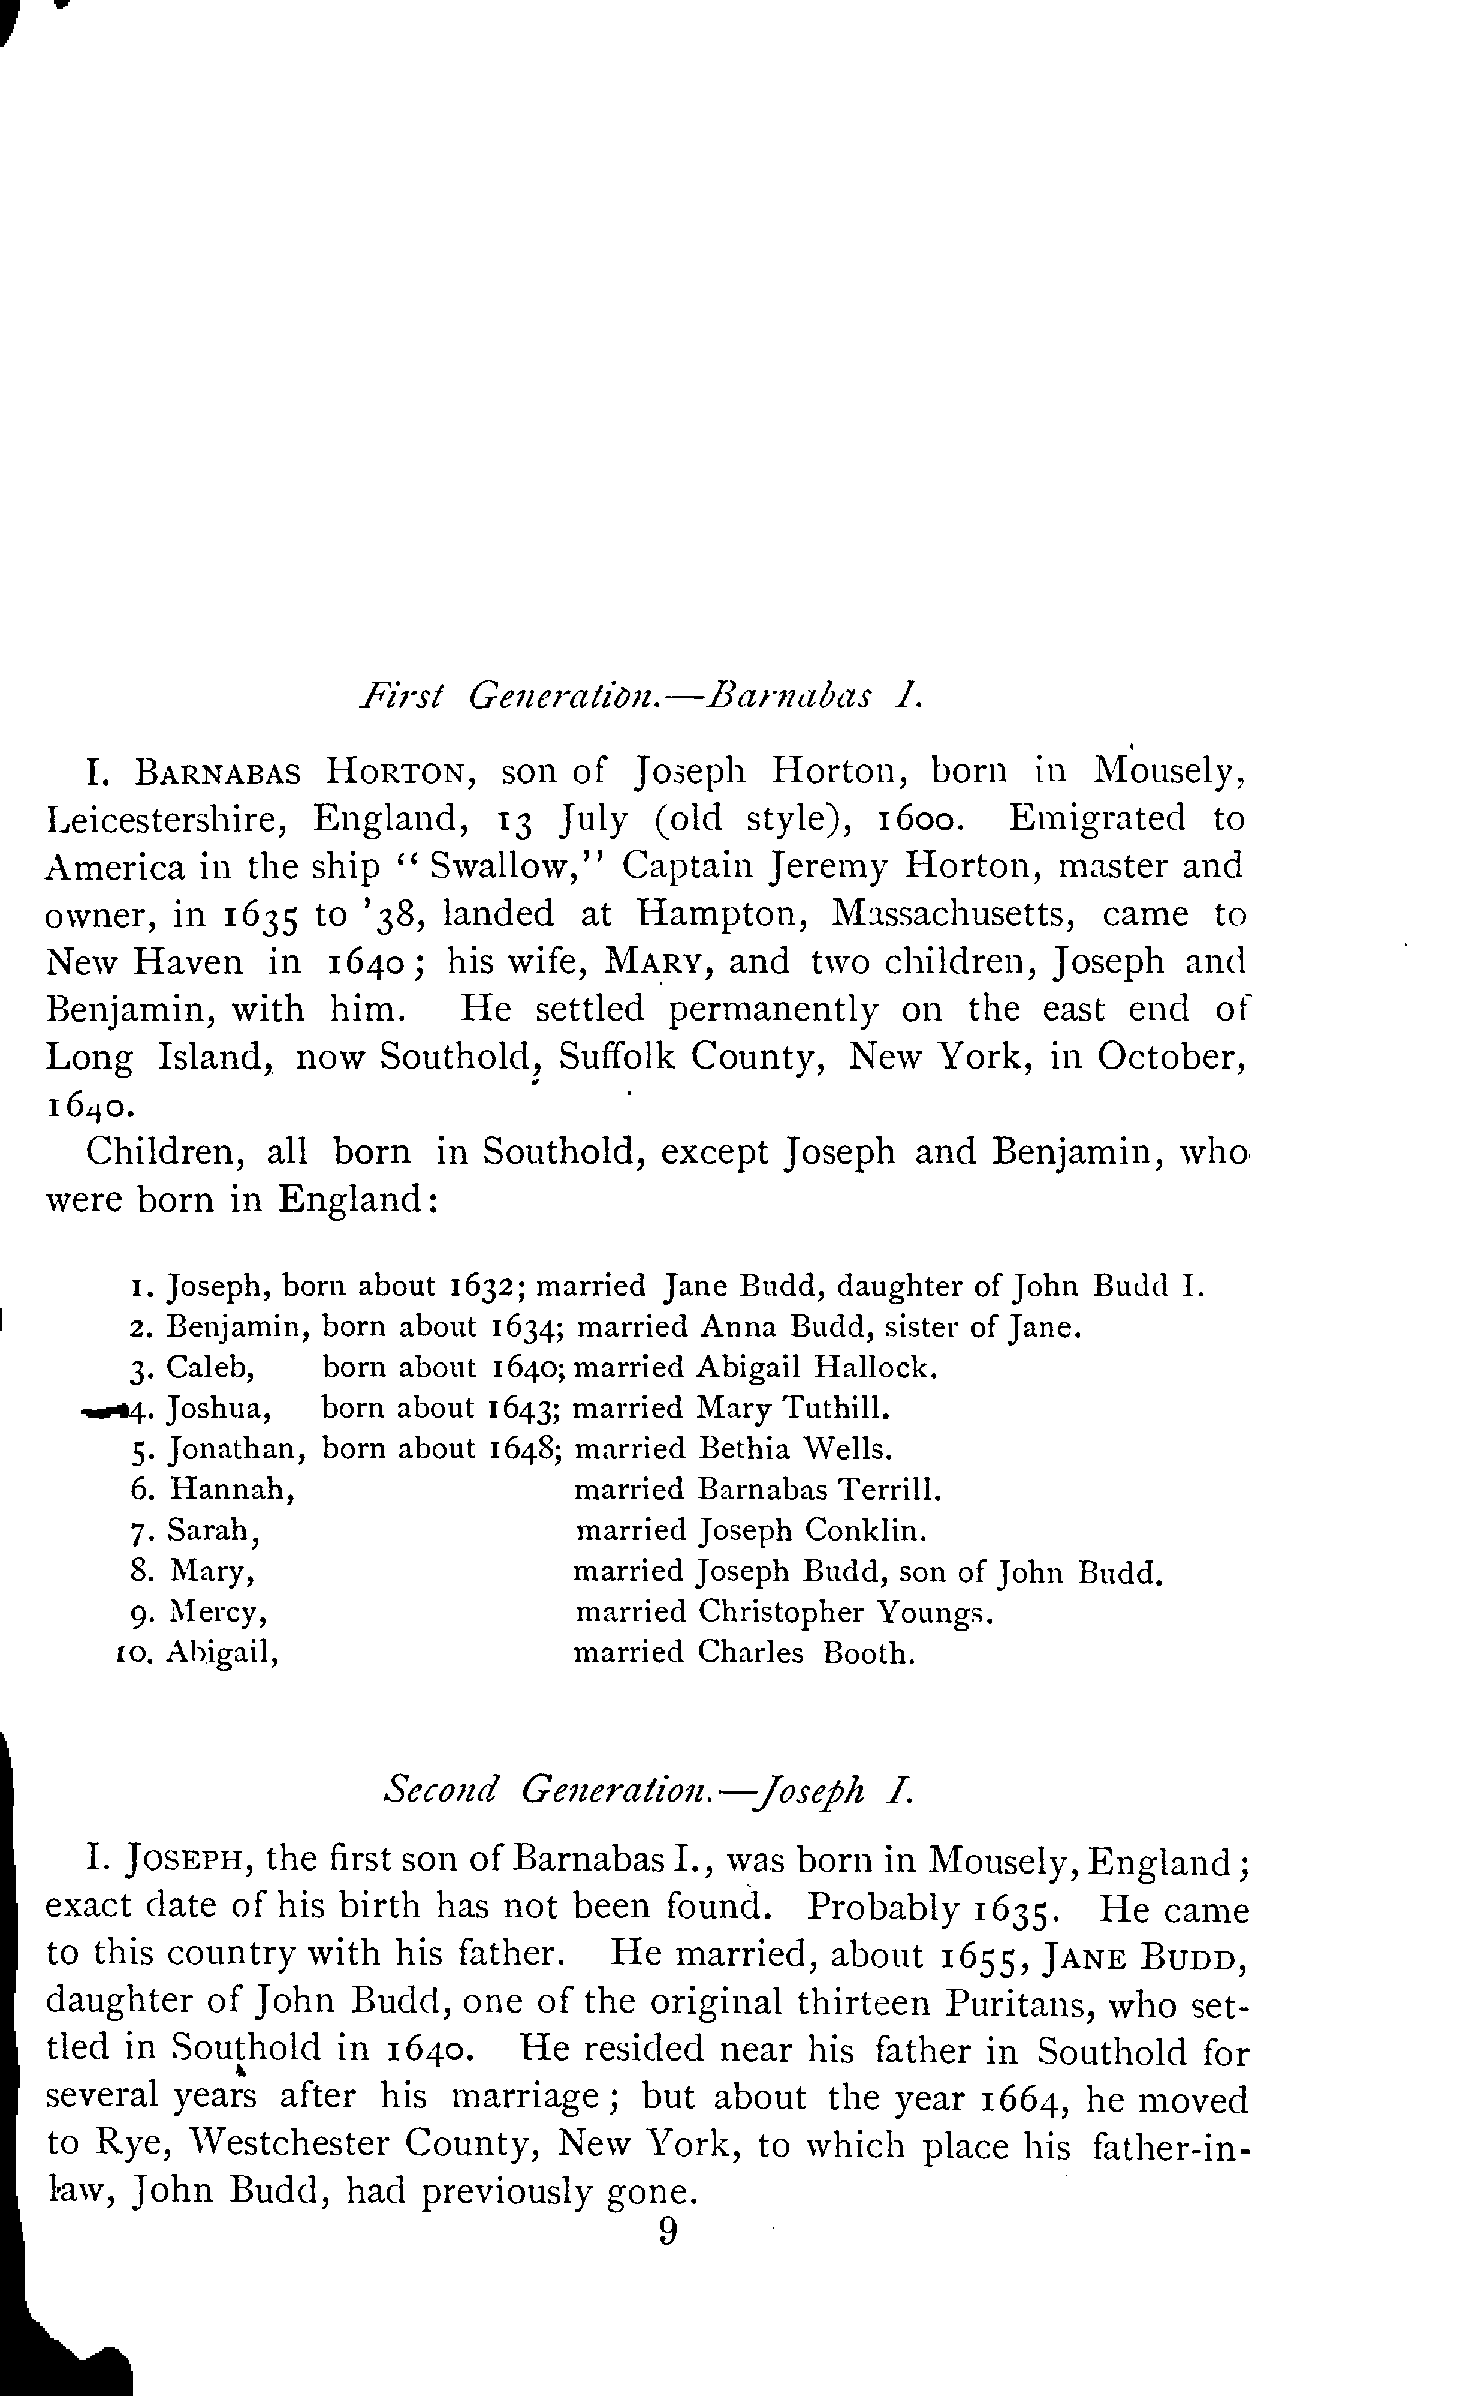 First Generation.—Barnabas I.
I. BARNABAS HORTON, son of Joseph Horton, born in Mousely,
Leicestershire, England, 13 July (old style), 1600. Emigrated to
America in the ship “ Swallow,’’ Captain Jeremy Horton, master and
owner, in 1635 to ’38, landed at Hampton, Massachusetts, came to
New Haven in 1640 ; his wife, MARY, and two children, Joseph and
Benjamin, with him. He settled permanently on the east end of
Long Island, now Southold, Suffolk County, New York, in October,
1640.
Children, all born in Southold, except Joseph and Benjamin, who
were born in England:
1. Joseph, born about 1632; married Jane Budd, daughter of John Budd I.
2. Benjamin, born about 1634; married Anna Budd, sister of Jane.
3. Caleb, born about 1640; married Abigail Hallock.
4. Joshua, born about 1643; married Mary Tuthill.
5. Jonathan, born about 1648; married Bethia Wells.
6. Hannah, married Barnabas Terrill.
7. Sarah, married Joseph Conklin.
8. Mary, married Joseph Budd, son of John Budd.
9. Mercy, married Christopher Youngs.
10. Abigail, married Charles Booth.
Second Generation.—Joseph I.
I. JOSEPH, the first son of Barnabas I., was born in Mousely, England ;
exact date of his birth has not been found. Probably 1635. He came
to this country with his father. He married, about 1655, JANE BUDD,
daughter of John Budd, one of the original thirteen Puritans, who set-
tled in Southold in 1640. He resided near his father in Southold for
several years after his marriage ; but about the year 1664, he moved
to Rye, Westchester County, New York, to which place his father-in-
law, John Budd, had previously gone.
9